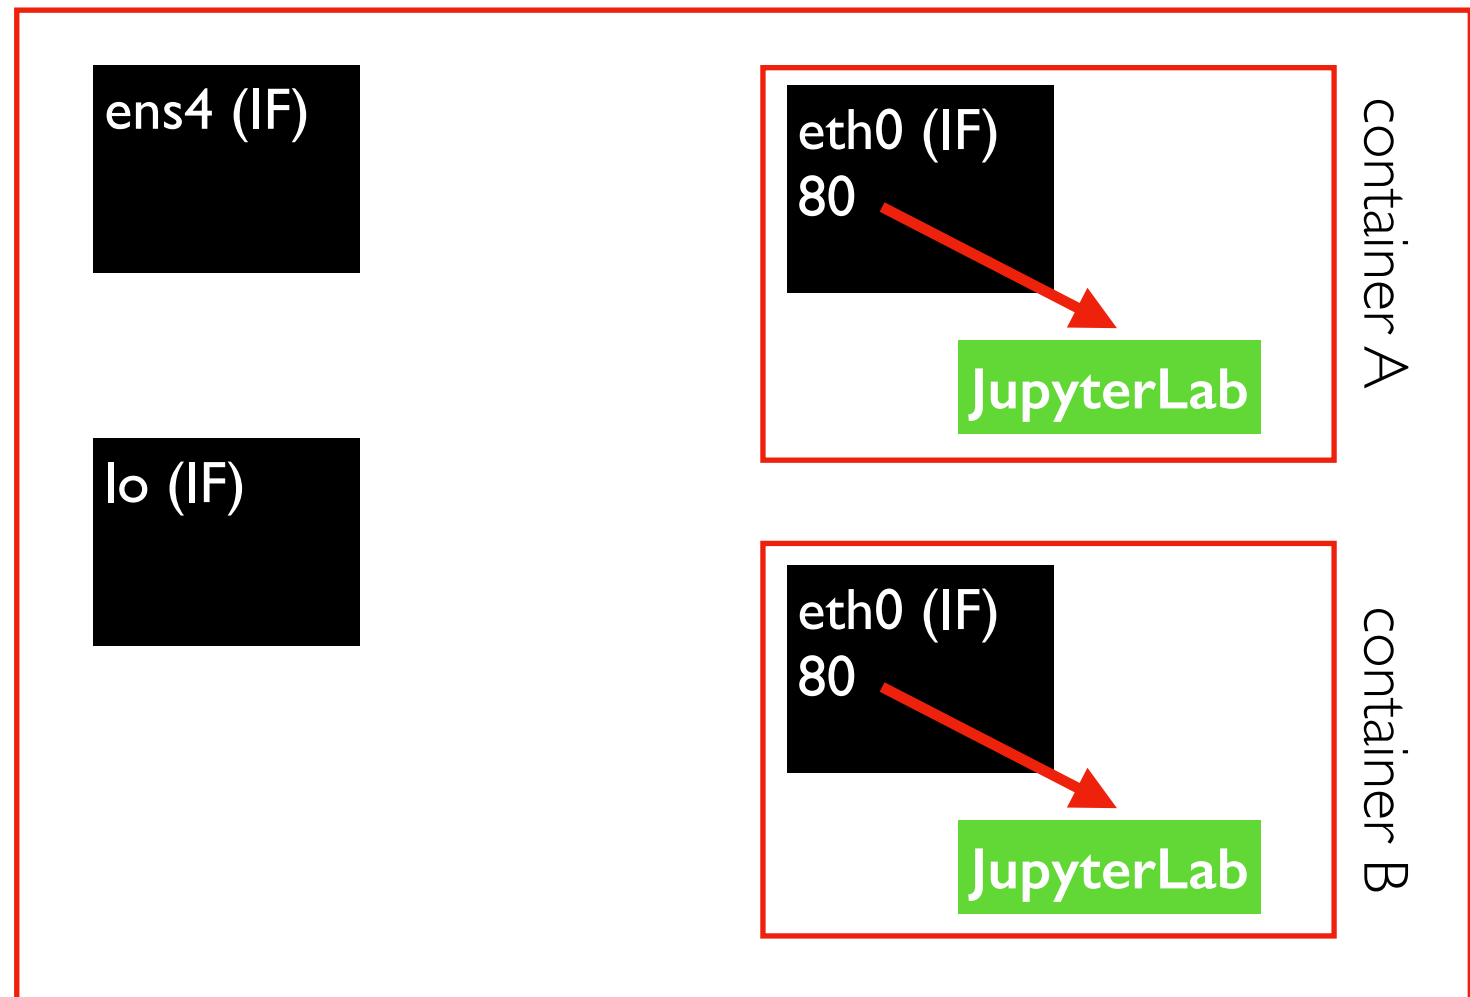 ens4 (IF)
lo (IF)
eth0 (IF)
80
JupyterLab
container A
eth0 (IF)
80
JupyterLab
container B